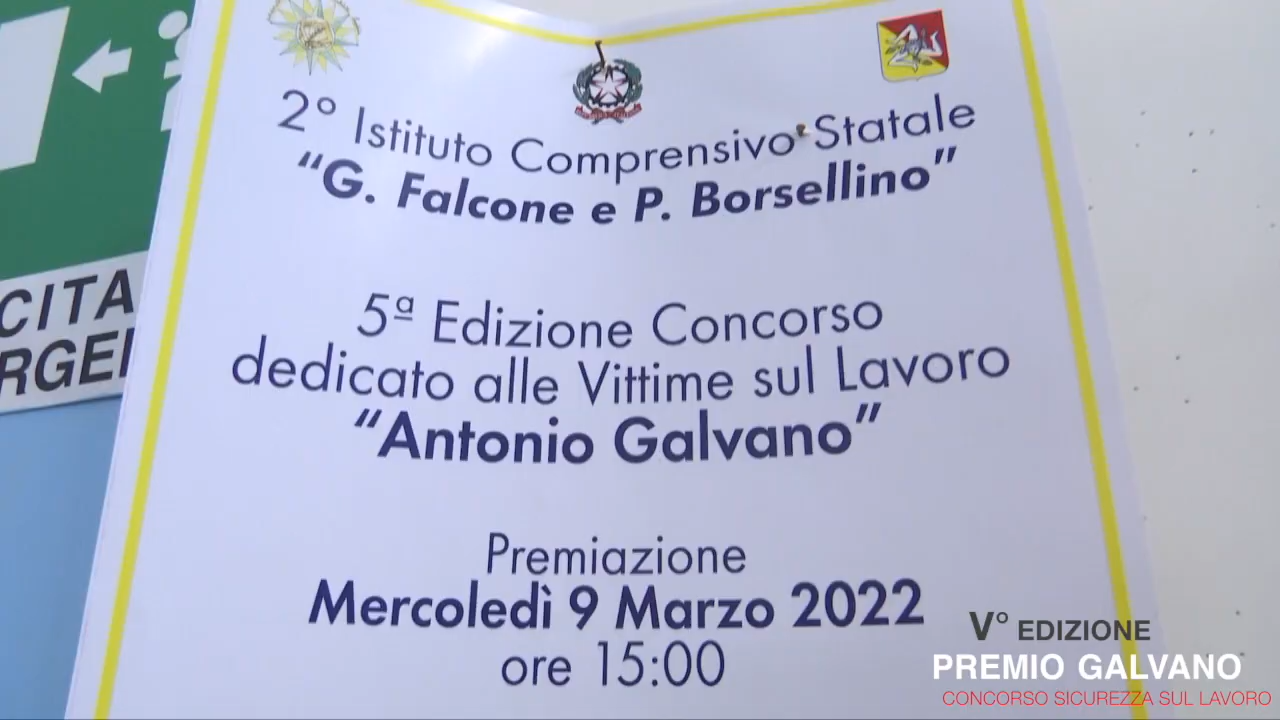 2° Istituto Comprensivo Statale
"G. Falcone e P. Borsellino"
5ª Edizione Concorso
dedicato alle Vittime sul Lavoro
"Antonio Galvano"
Premiazione
Mercoledì 9 Marzo 2022
ore 15:00
V° EDIZIONE
PREMIO GALVANO
CONCORSO SICUREZZA SUL LAVORO